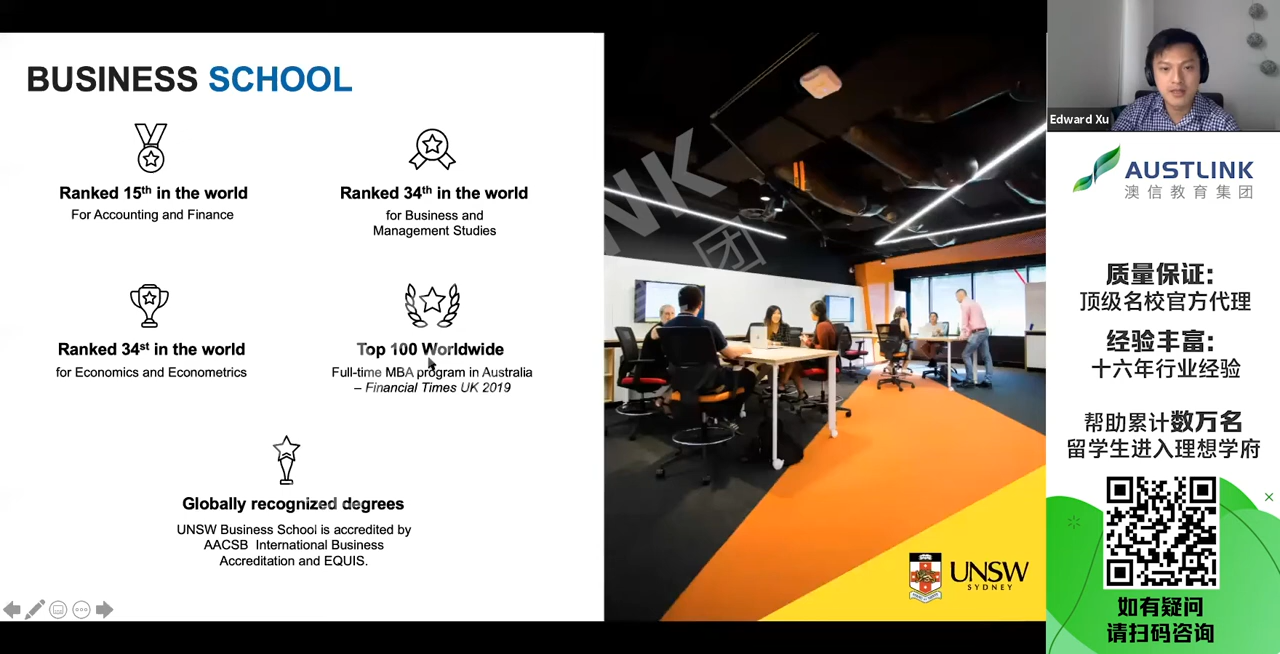 BUSINESS SCHOOL
Ranked 15th in the world
For Accounting and Finance
Ranked 34th in the world
for Business and
Management Studies
Ranked 34st in the world
for Economics and Econometrics
Top 100 Worldwide
Full-time MBA program in Australia
– Financial Times UK 2019
Globally recognized degrees
UNSW Business School is accredited by
AACSB International Business
Accreditation and EQUIS.
NK
团
UNSW
SYDNEY
Edward Xu
AUSTLINK
澳信教育集团
质量保证:
顶级名校官方代理
经验丰富:
十六年行业经验
帮助累计数万名
留学生进入理想学府
如有疑问
请扫码咨询